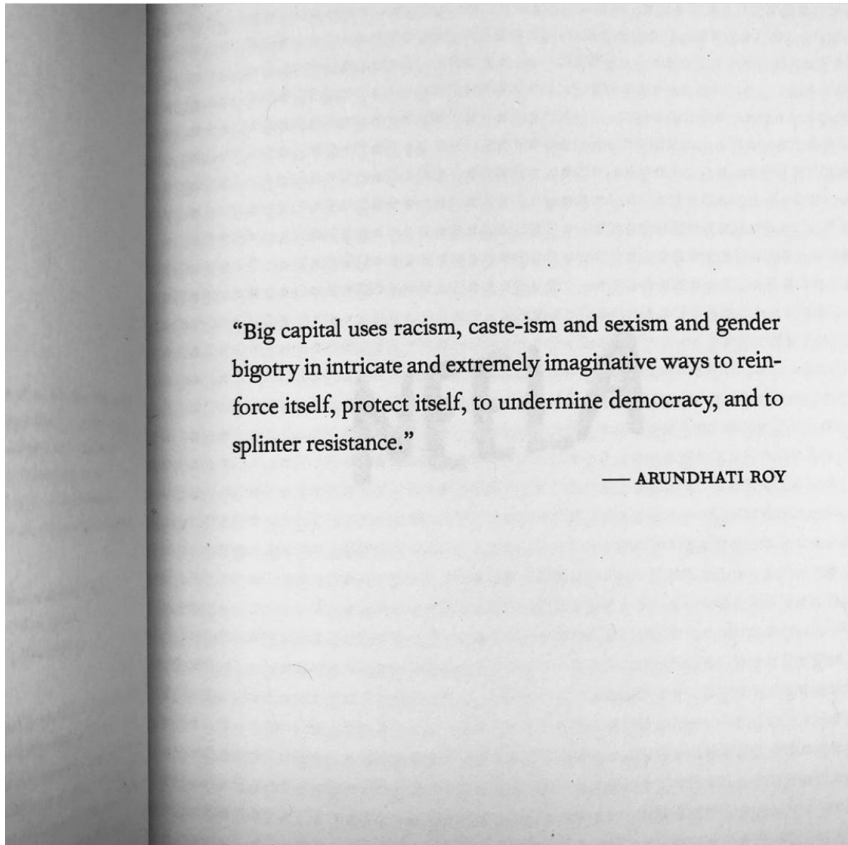 “Big capital uses racism, caste-ism and sexism and gender
bigotry in intricate and extremely imaginative ways to rein-
force itself, protect itself, to undermine democracy, and to
splinter resistance.”
— ARUNDHATI ROY